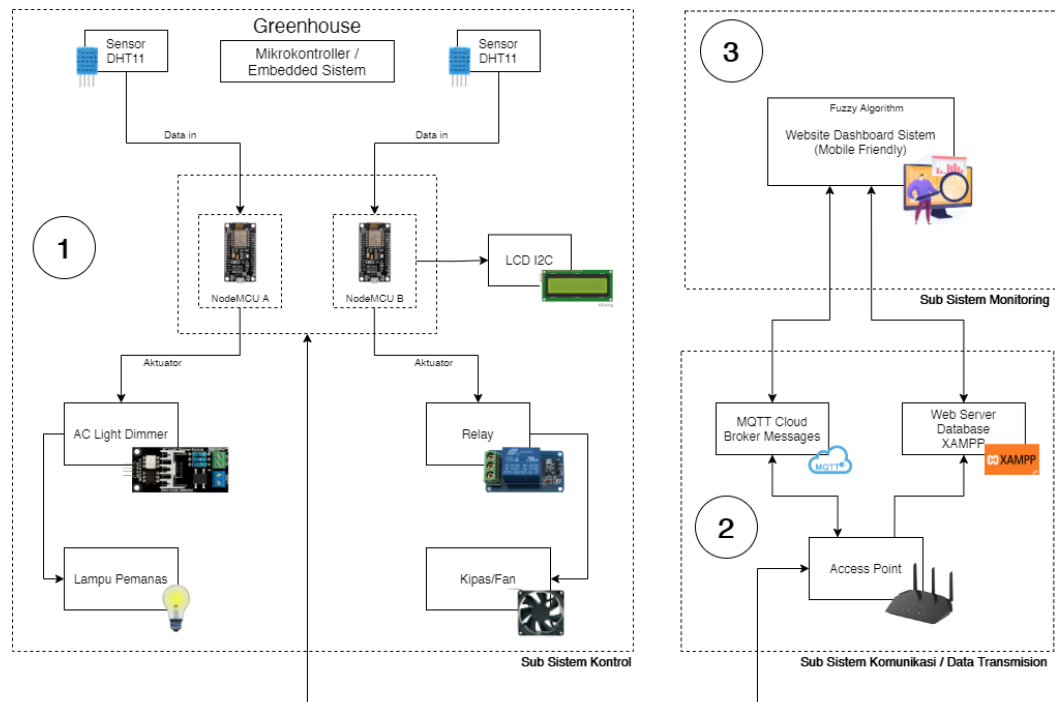 Greenhouse
Sensor
DHT11
Mikrokontroller /
Embedded Sistem
Sensor
DHT11
Data in
Data in
1
NodeMCU A
NodeMCU B
LCD I2C
Aktuator
Aktuator
AC Light Dimmer
Relay
Lampu Pemanas
Kipas/Fan
Sub Sistem Kontrol
3
Fuzzy Algorithm
Website Dashboard Sistem
(Mobile Friendly)
Sub Sistem Monitoring
MQTT Cloud
Broker Messages
MQTT
Web Server
Database
XAMPP
XAMPP
2
Access Point
Sub Sistem Komunikasi / Data Transmision